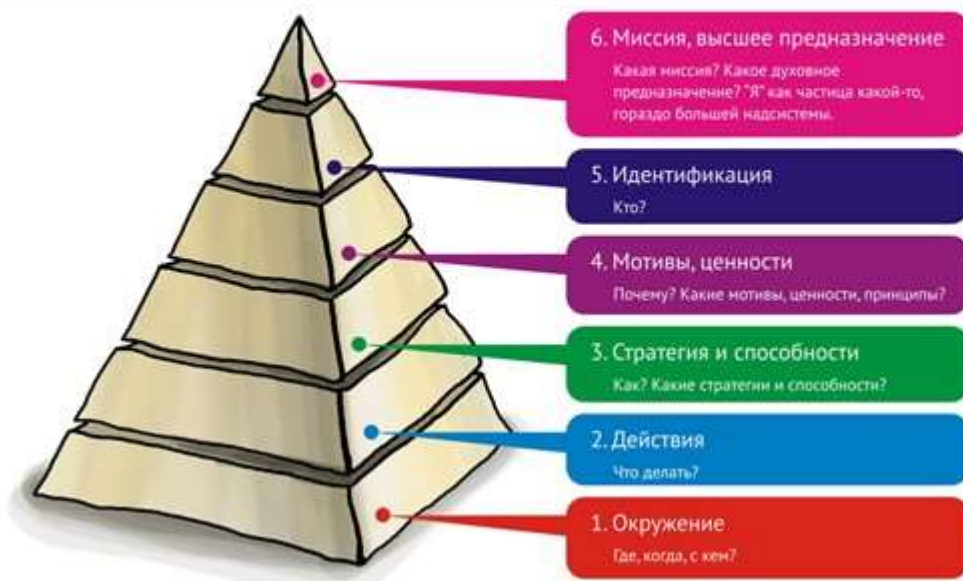 6. Миссия, высшее предназначение
Какая миссия? Какое духовное
предназначение? "Я" как частица какой-то,
гораздо большей надсистемы.
5. Идентификация
Кто?
4. Мотивы, ценности
Почему? Какие мотивы, ценности, принципы?
3. Стратегия и способности
Как? Какие стратегии и способности?
2. Действия
Что делать?
1. Окружение
Где, когда, с кем?